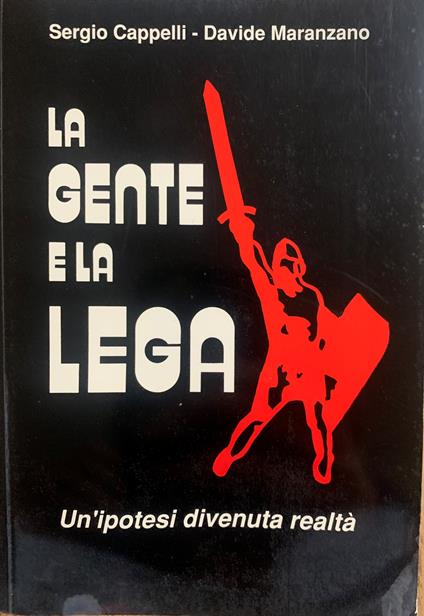 Sergio Cappelli - Davide Maranzano
LA
GENTE
E LA
LEGA
Un'ipotesi divenuta realtà